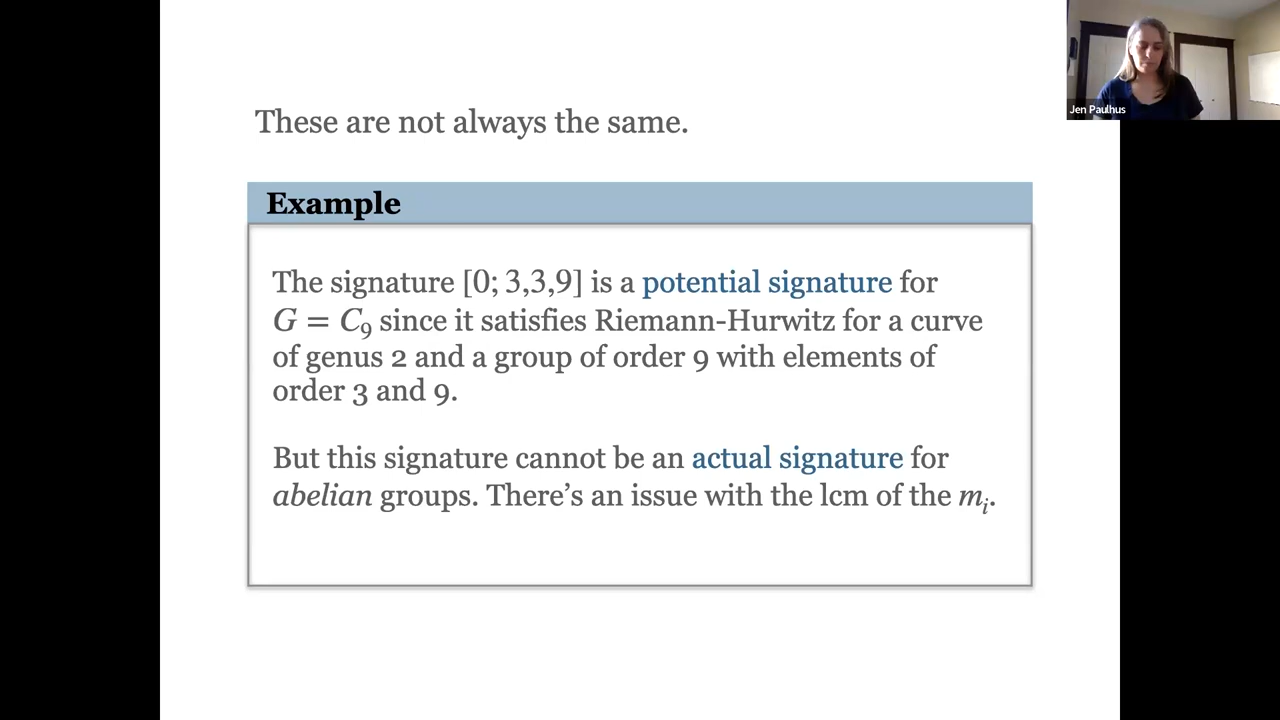 Jen Paulhus
These are not always the same.
Example
The signature [0; 3,3,9] is a potential signature for
G = C₉ since it satisfies Riemann-Hurwitz for a curve
of genus 2 and a group of order 9 with elements of
order 3 and 9.
But this signature cannot be an actual signature for
abelian groups. There’s an issue with the lcm of the mᵢ.